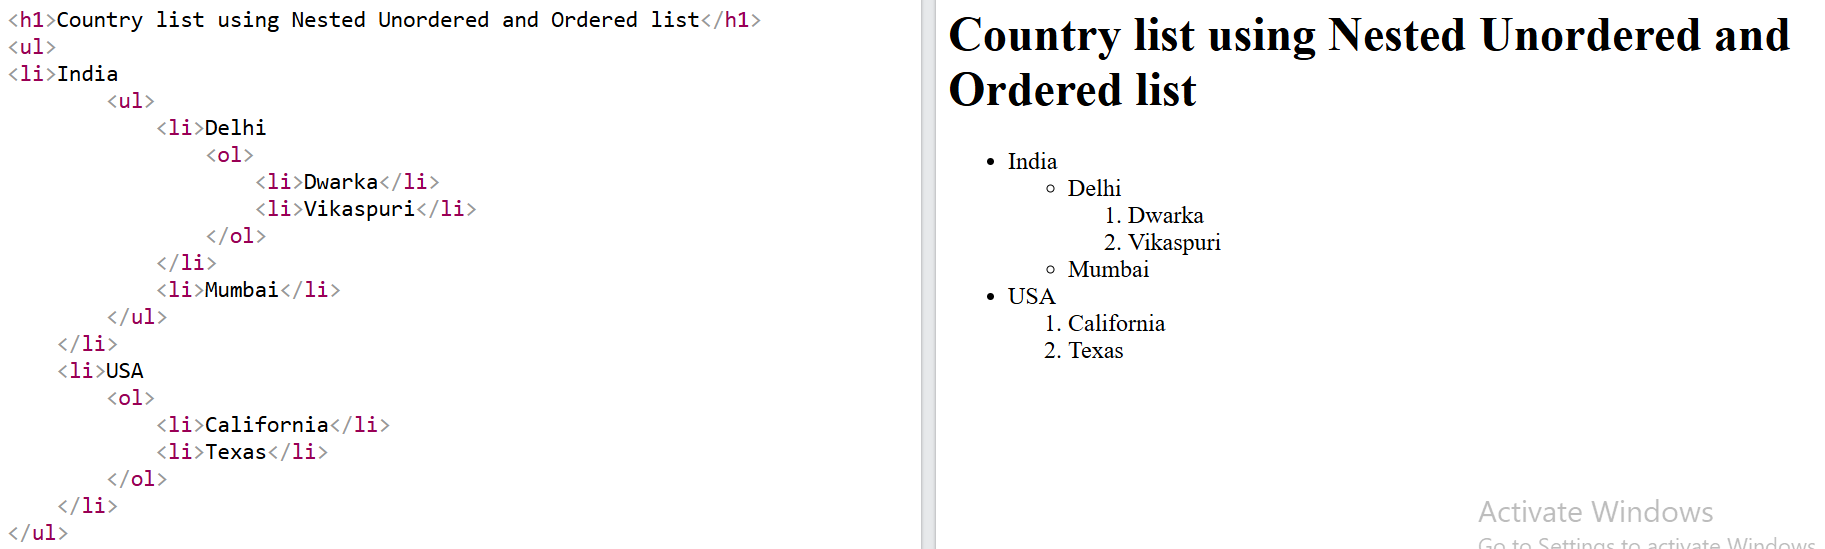 <h1>Country list using Nested Unordered and Ordered list</h1>
<ul>
<li>India
<ul>
<li>Delhi
<ol>
<li>Dwarka</li>
<li>Vikaspuri</li>
</ol>
</li>
<li>Mumbai</li>
</ul>
</li>
<li>USA
<ol>
<li>California</li>
<li>Texas</li>
</ol>
</li>
</ul>
Country list using Nested Unordered and
Ordered list
• India
◦ Delhi
1. Dwarka
2. Vikaspuri
◦ Mumbai
• USA
1. California
2. Texas
Activate Windows
Go to Settings to activate Windows